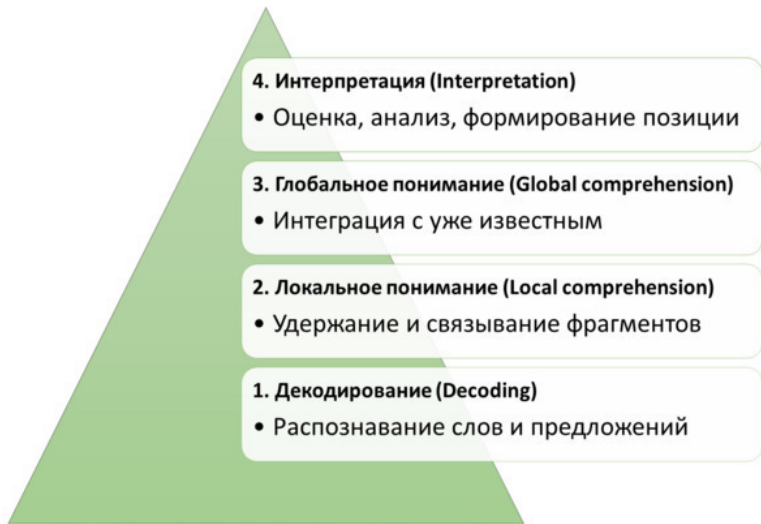 4. Интерпретация (Interpretation)
• Оценка, анализ, формирование позиции
3. Глобальное понимание (Global comprehension)
• Интеграция с уже известным
2. Локальное понимание (Local comprehension)
• Удержание и связывание фрагментов
1. Декодирование (Decoding)
• Распознавание слов и предложений